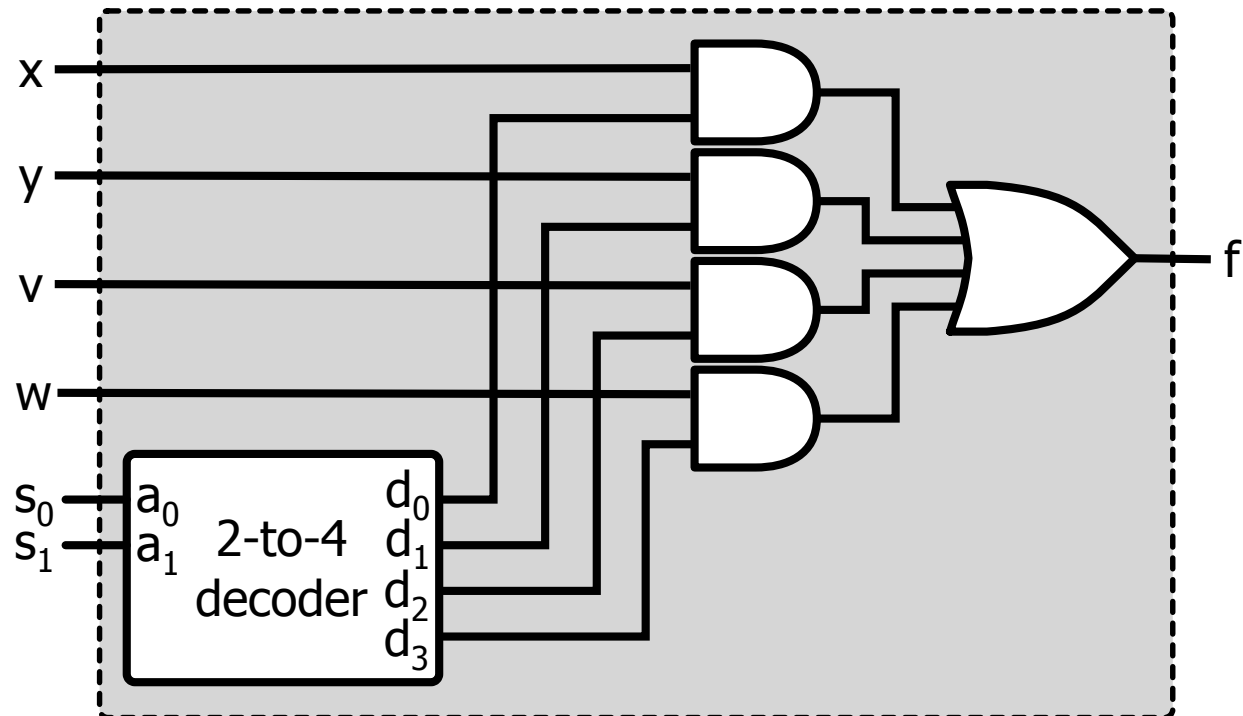 x
y
v
w
f
s₀ a₀ d₀
s₁ a₁ d₁
2-to-4
decoder
d₂
d₃